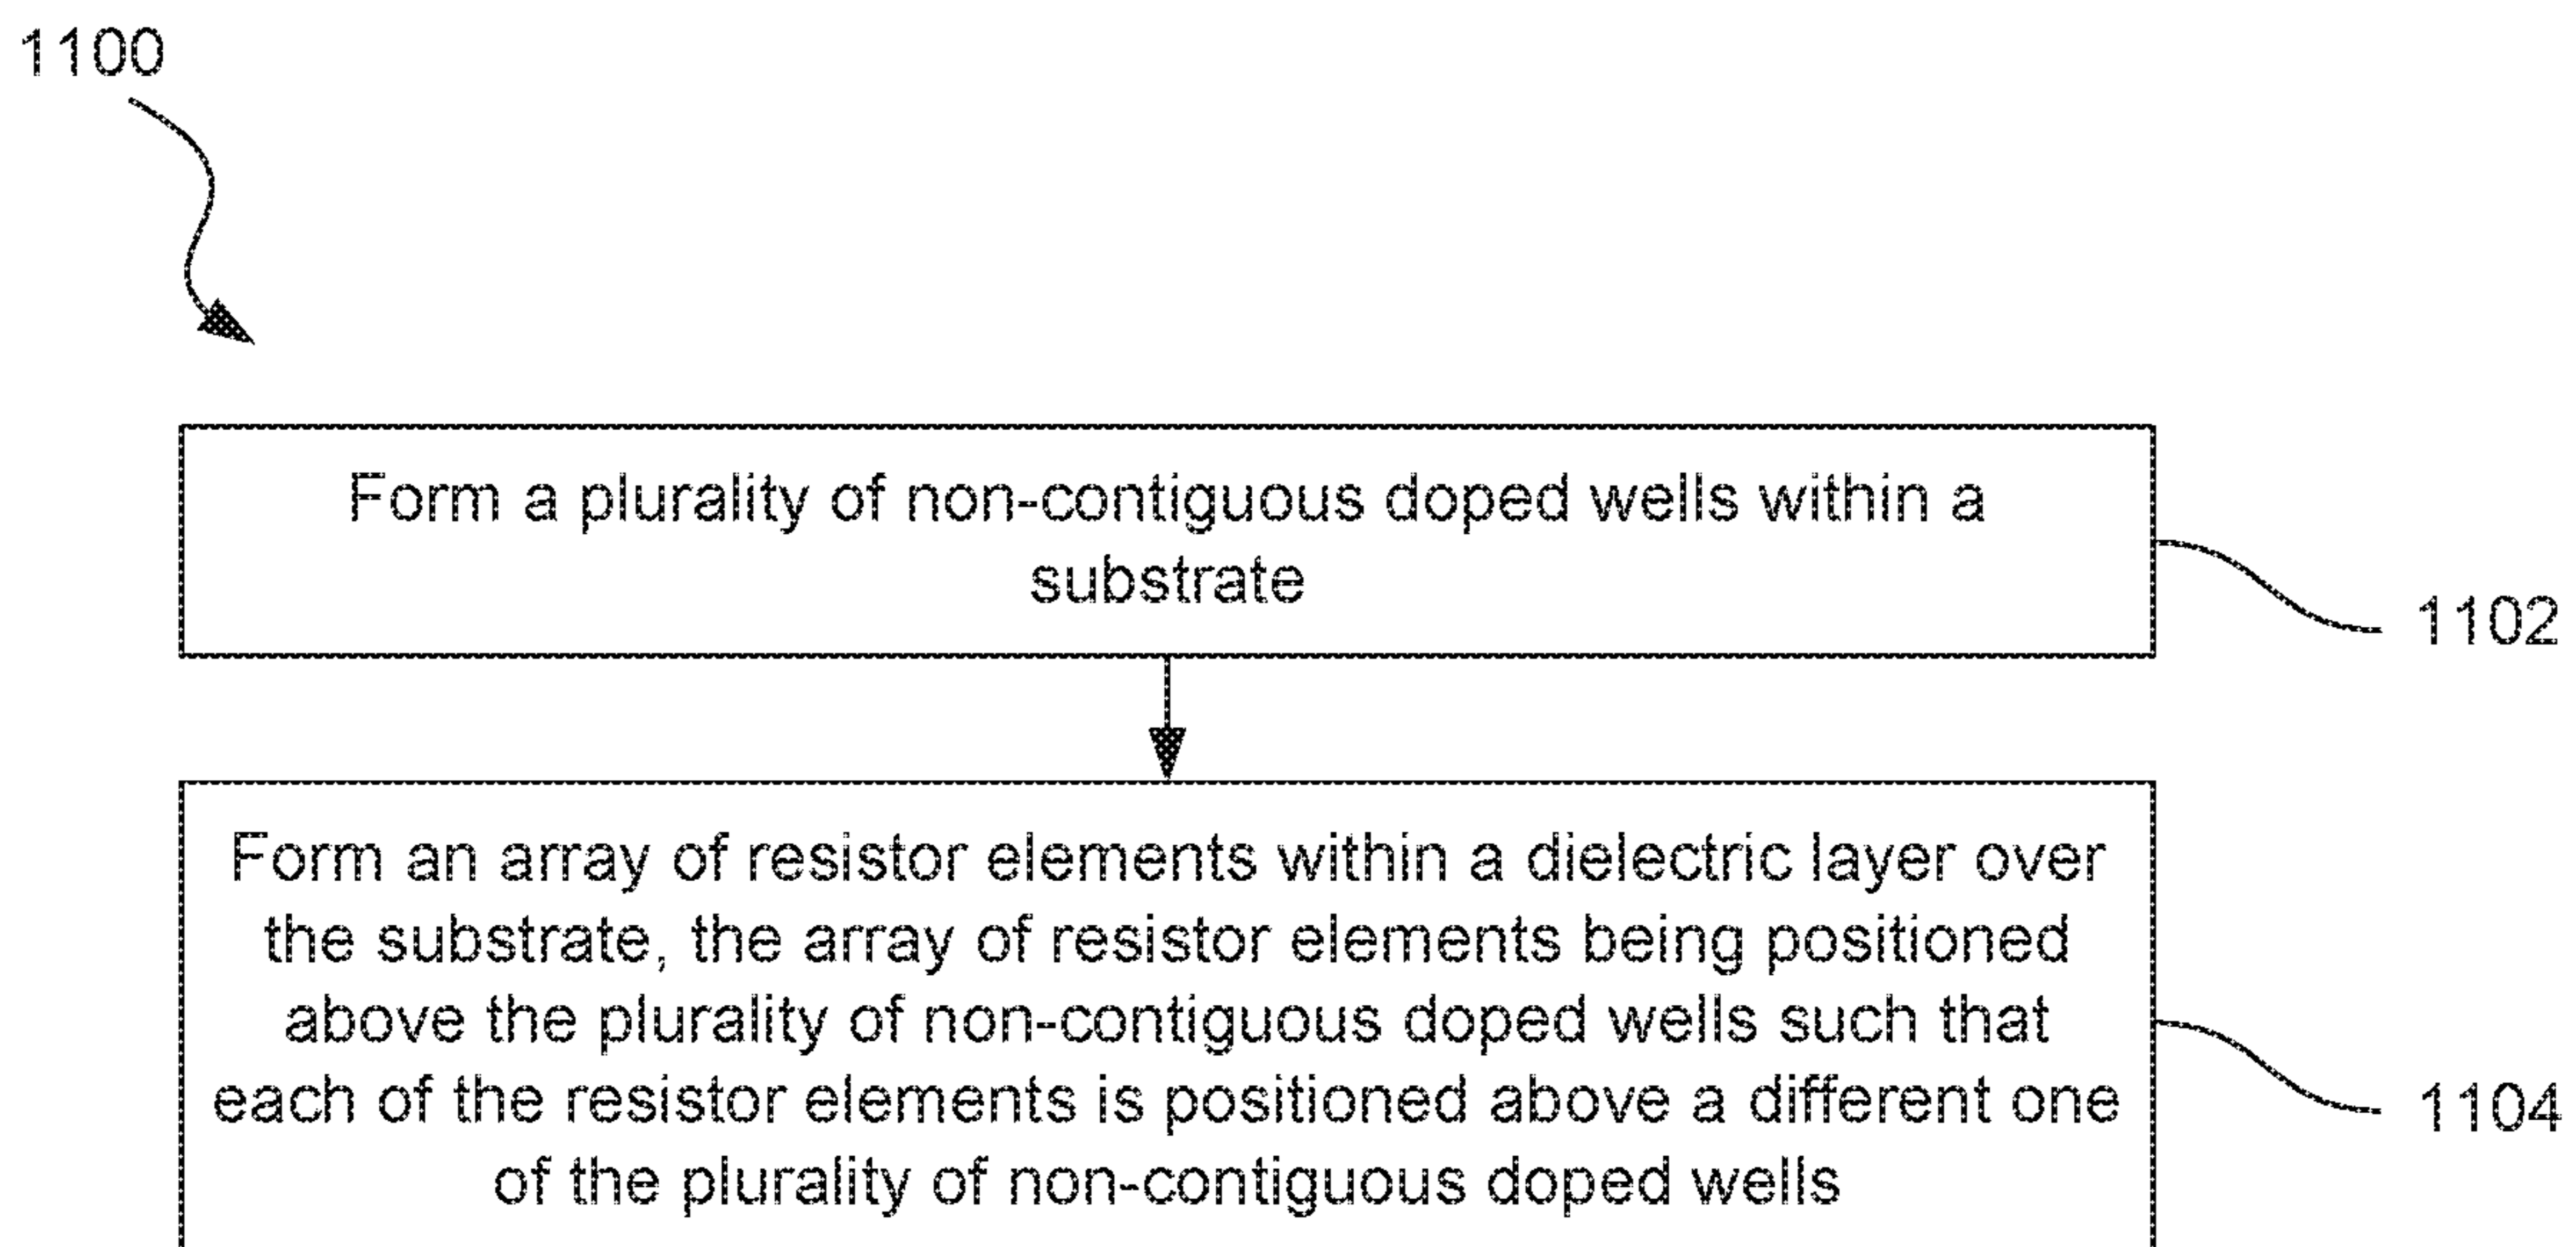 1100
Form a plurality of non-contiguous doped wells within a
substrate
1102
Form an array of resistor elements within a dielectric layer over
the substrate, the array of resistor elements being positioned
above the plurality of non-contiguous doped wells such that
each of the resistor elements is positioned above a different one
of the plurality of non-contiguous doped wells
1104